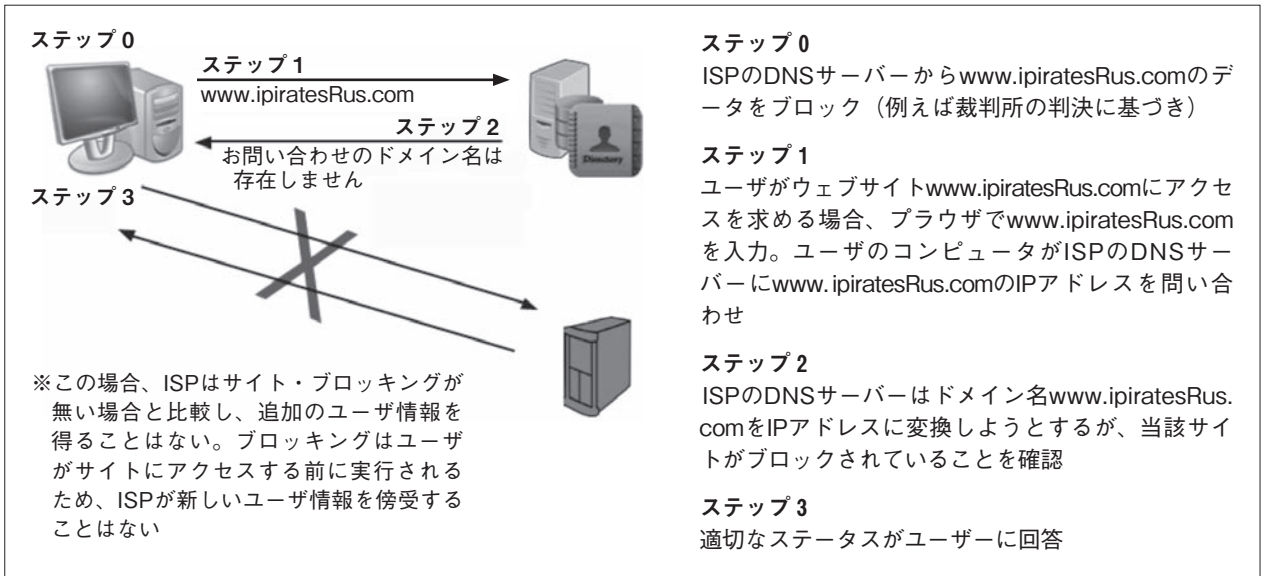 ステップ 0
ステップ 1
www.ipiratesRus.com
ステップ 2
お問い合わせのドメイン名は
存在しません
Directory
ステップ 3
※この場合、ISPはサイト・ブロッキングが
無い場合と比較し、追加のユーザ情報を
得ることはない。ブロッキングはユーザ
がサイトにアクセスする前に実行される
ため、ISPが新しいユーザ情報を傍受する
ことはない
ステップ 0
ISPのDNSサーバーからwww.ipiratesRus.comのデ
ータをブロック（例えば裁判所の判決に基づき）
ステップ 1
ユーザがウェブサイトwww.ipiratesRus.comにアクセ
スを求める場合、プラウザでwww.ipiratesRus.com
を入力。ユーザのコンピュータがISPのDNSサー
バーにwww.ipiratesRus.comのIPアドレスを問い合
わせ
ステップ 2
ISPのDNSサーバーはドメイン名www.ipiratesRus.
comをIPアドレスに変換しようとするが、当該サイ
トがブロックされていることを確認
ステップ 3
適切なステータスがユーザーに回答